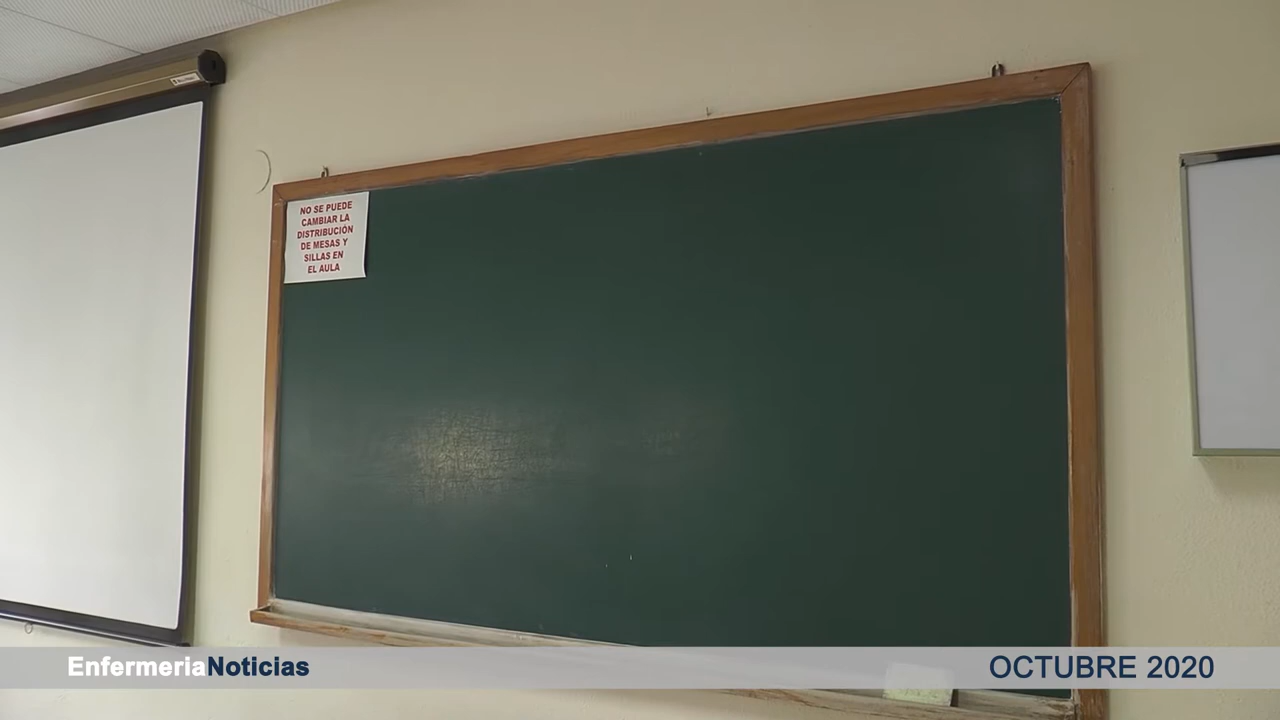 NO SE PUEDE
CAMBIAR LA
DISTRIBUCIÓN
DE MESAS Y
SILLAS EN
EL AULA
EnfermeriaNoticias
OCTUBRE 2020